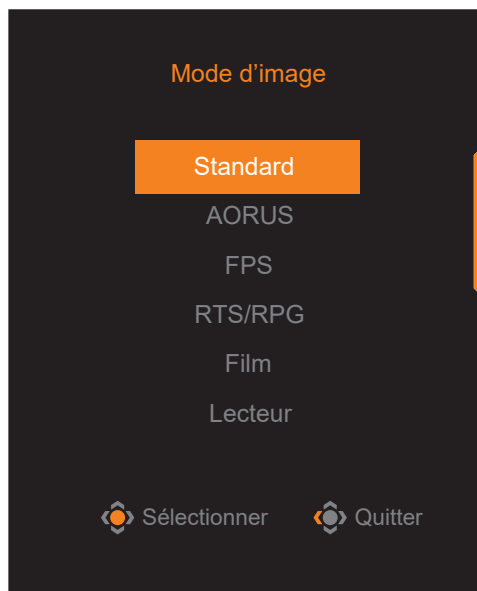 Mode d’image
Standard
AORUS
FPS
RTS/RPG
Film
Lecteur
Sélectionner Quitter